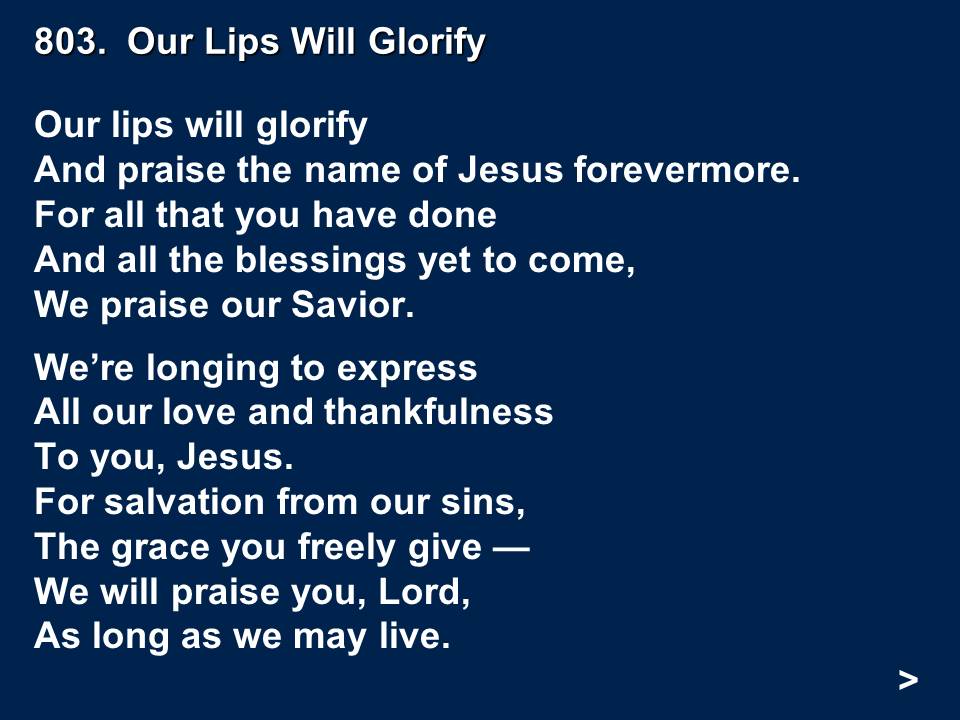 803.  Our Lips Will Glorify
Our lips will glorify
And praise the name of Jesus forevermore.
For all that you have done
And all the blessings yet to come,
We praise our Savior.
We’re longing to express
All our love and thankfulness
To you, Jesus.
For salvation from our sins,
The grace you freely give —
We will praise you, Lord,
As long as we may live.
>